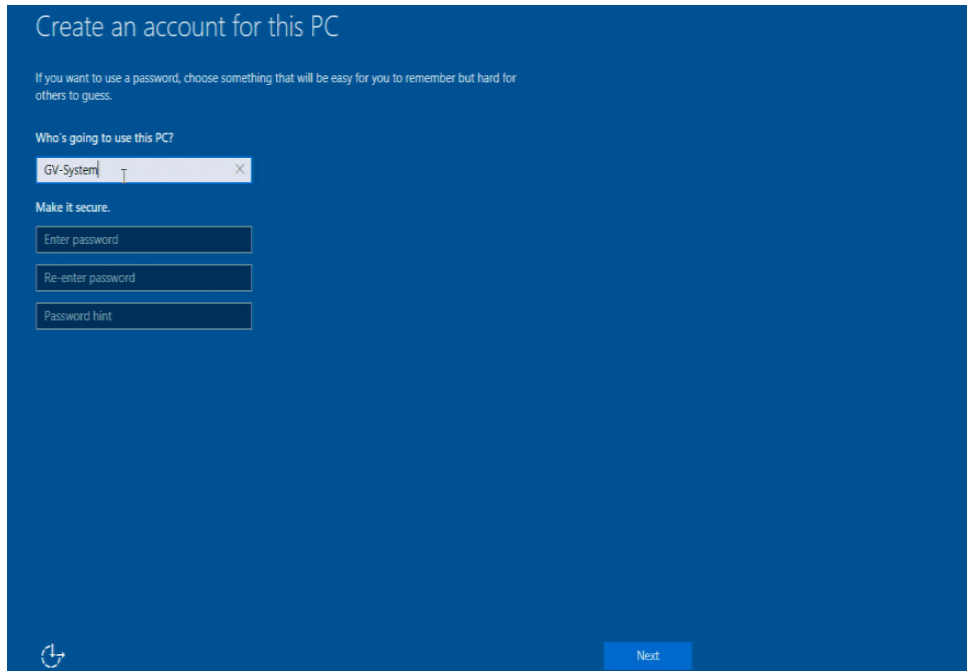 Create an account for this PC
If you want to use a password, choose something that will be easy for you to remember but hard for
others to guess.
Who's going to use this PC?
GV-System
Make it secure.
Enter password
Re-enter password
Password hint
Next